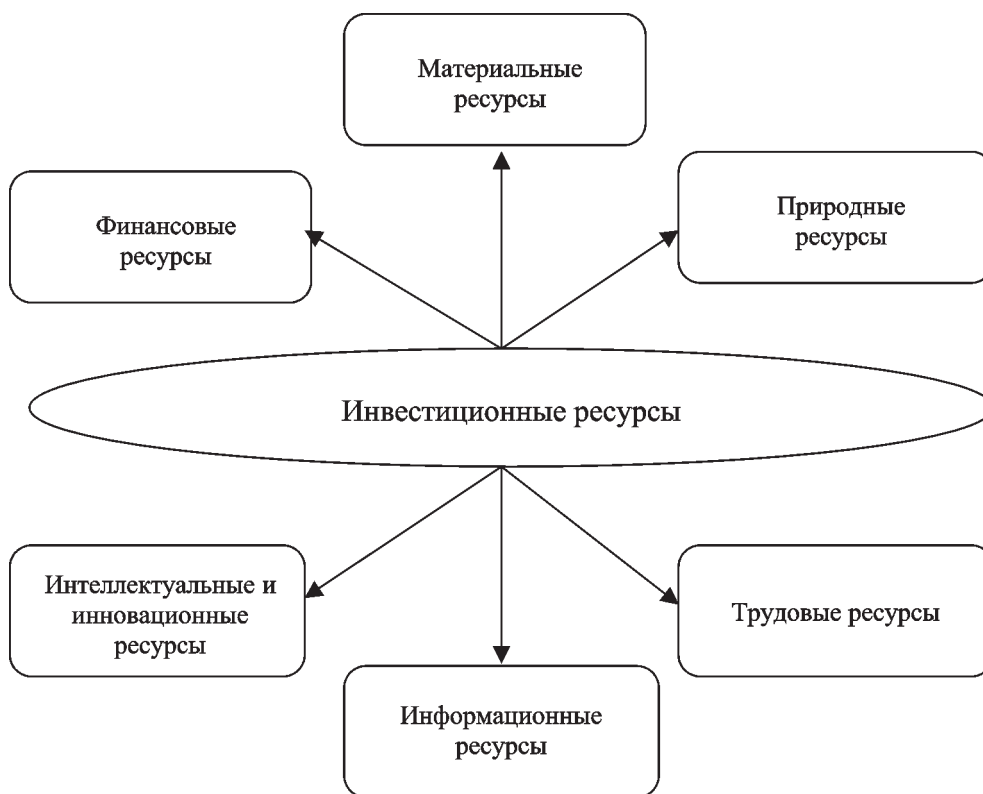 Материальные
ресурсы
Финансовые
ресурсы
Природные
ресурсы
Инвестиционные ресурсы
Интеллектуальные и
инновационные
ресурсы
Трудовые ресурсы
Информационные
ресурсы